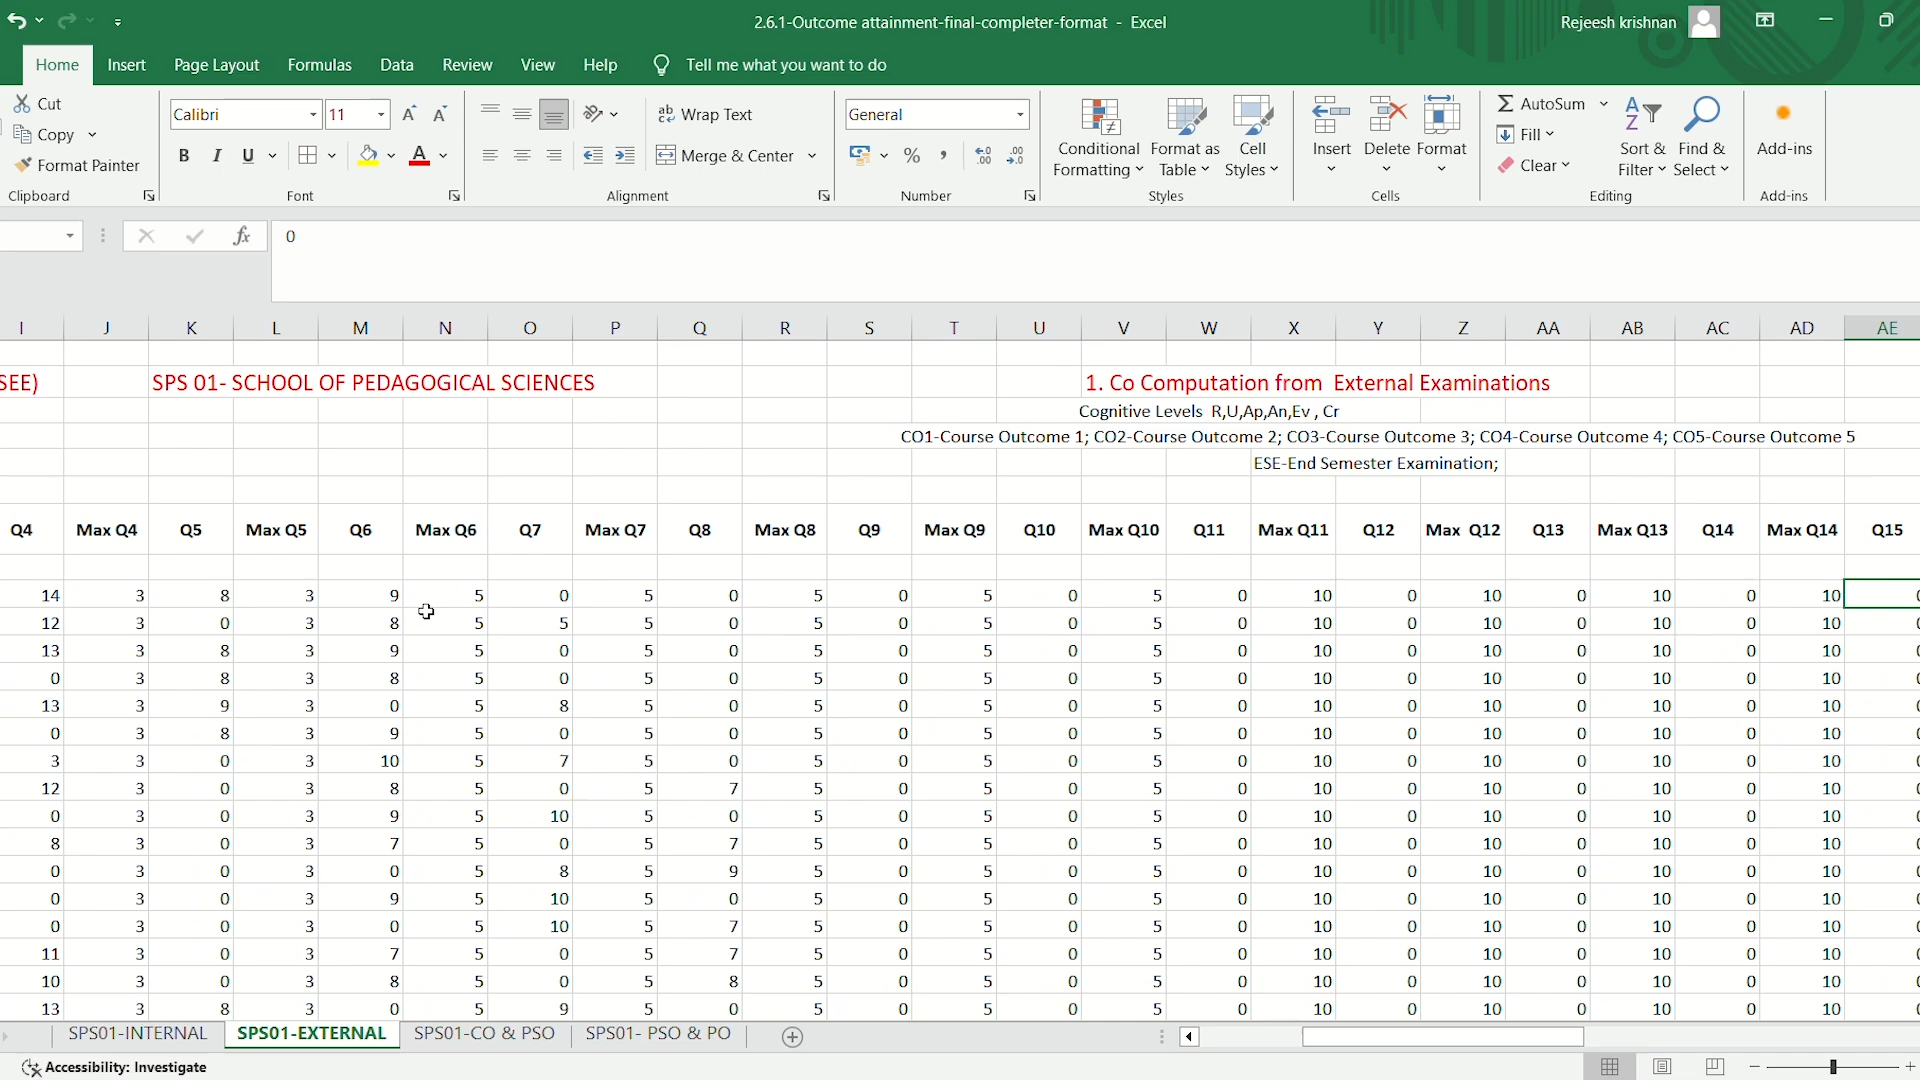 2.6.1-Outcome attainment-final-completer-format - Excel
Rejeesh krishnan
Home Insert Page Layout Formulas Data Review View Help Tell me what you want to do
Cut
Copy
Format Painter
Clipboard
Calibri 11
B I U A
Font
Wrap Text
Merge & Center
Alignment
General
Number
Conditional Formatting
Format as Table
Cell Styles
Styles
Insert Delete Format
Cells
AutoSum
Fill
Clear
Sort & Filter
Find & Select
Editing
Add-ins
Add-ins
fx 0
I J K L M N O P Q R S T U V W X Y Z AA AB AC AD AE
SEE) SPS 01- SCHOOL OF PEDAGOGICAL SCIENCES 1. Co Computation from External Examinations
Cognitive Levels R,U,Ap,An,Ev , Cr
CO1-Course Outcome 1; CO2-Course Outcome 2; CO3-Course Outcome 3; CO4-Course Outcome 4; CO5-Course Outcome 5
ESE-End Semester Examination;
Q4 Max Q4 Q5 Max Q5 Q6 Max Q6 Q7 Max Q7 Q8 Max Q8 Q9 Max Q9 Q10 Max Q10 Q11 Max Q11 Q12 Max Q12 Q13 Max Q13 Q14 Max Q14 Q15
14 3 8 3 9 5 0 5 0 5 0 5 0 5 0 10 0 10 0 10 0 10 0
12 3 0 3 8 5 5 5 0 5 0 5 0 5 0 10 0 10 0 10 0 10 0
13 3 8 3 9 5 0 5 0 5 0 5 0 5 0 10 0 10 0 10 0 10 0
0 3 8 3 8 5 0 5 0 5 0 5 0 5 0 10 0 10 0 10 0 10 0
13 3 9 3 0 5 8 5 0 5 0 5 0 5 0 10 0 10 0 10 0 10 0
0 3 8 3 9 5 0 5 0 5 0 5 0 5 0 10 0 10 0 10 0 10 0
3 3 0 3 10 5 7 5 0 5 0 5 0 5 0 10 0 10 0 10 0 10 0
12 3 0 3 8 5 0 5 7 5 0 5 0 5 0 10 0 10 0 10 0 10 0
0 3 0 3 9 5 10 5 0 5 0 5 0 5 0 10 0 10 0 10 0 10 0
8 3 0 3 7 5 0 5 7 5 0 5 0 5 0 10 0 10 0 10 0 10 0
0 3 0 3 0 5 8 5 9 5 0 5 0 5 0 10 0 10 0 10 0 10 0
0 3 0 3 9 5 10 5 0 5 0 5 0 5 0 10 0 10 0 10 0 10 0
0 3 0 3 0 5 10 5 7 5 0 5 0 5 0 10 0 10 0 10 0 10 0
11 3 0 3 7 5 0 5 7 5 0 5 0 5 0 10 0 10 0 10 0 10 0
10 3 0 3 8 5 0 5 8 5 0 5 0 5 0 10 0 10 0 10 0 10 0
13 3 8 3 0 5 9 5 0 5 0 5 0 5 0 10 0 10 0 10 0 10 0
SPS01-INTERNAL SPS01-EXTERNAL SPS01-CO & PSO SPS01- PSO & PO
Accessibility: Investigate